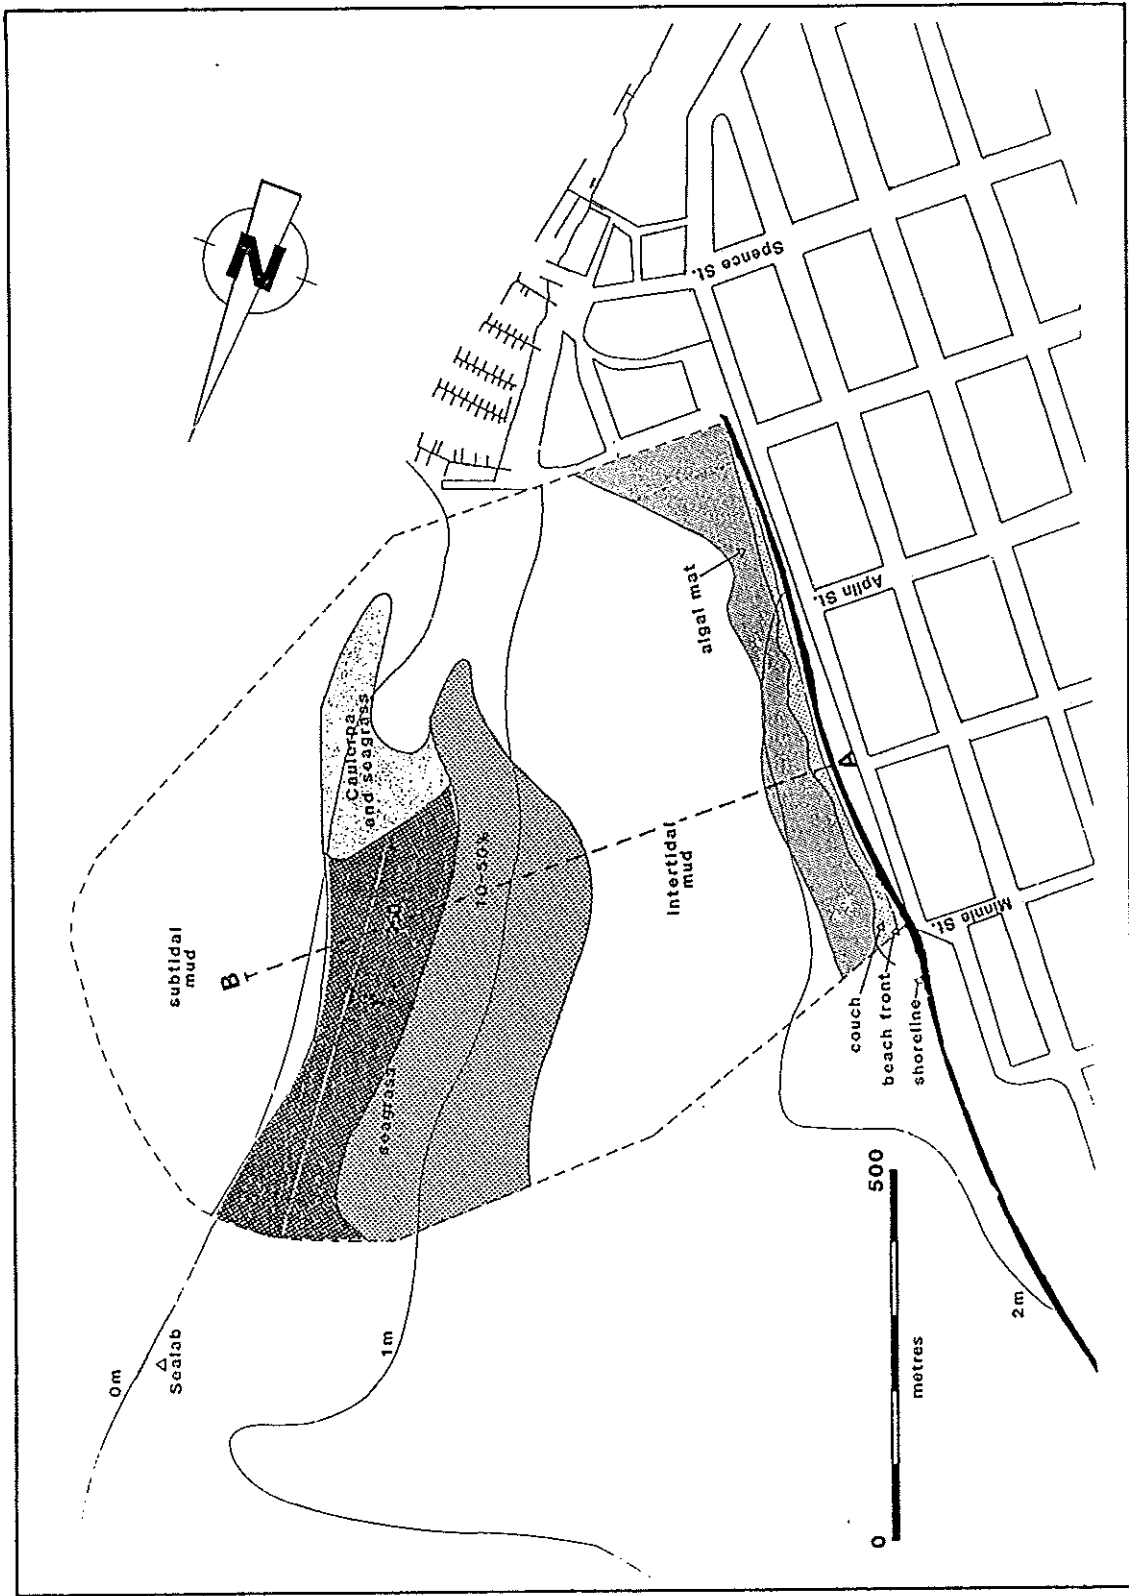 N
Spence St.
Aplin St.
Minnie St.
algal mat
Caulerpa
and seagrass
subtidal
mud
B
A
10-50%
seagrass
intertidal
mud
couch
beach front
shoreline
0m
Sealab
1m
2m
0
500
metres